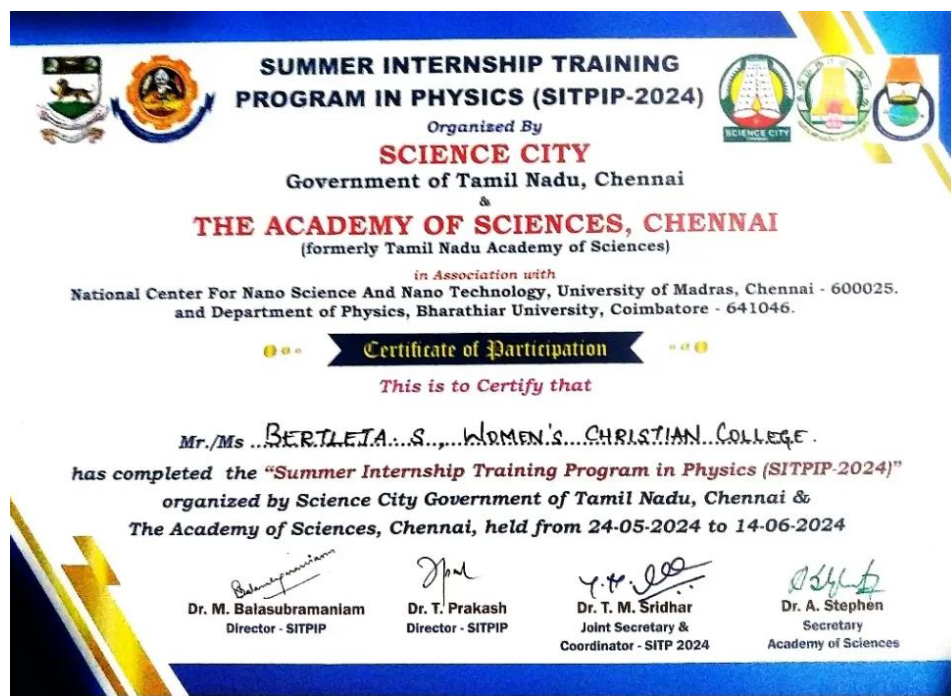 SUMMER INTERNSHIP TRAINING
PROGRAM IN PHYSICS (SITPIP-2024)
Organized By
SCIENCE CITY
Government of Tamil Nadu, Chennai
&
THE ACADEMY OF SCIENCES, CHENNAI
(formerly Tamil Nadu Academy of Sciences)
in Association with
National Center For Nano Science And Nano Technology, University of Madras, Chennai - 600025.
and Department of Physics, Bharathiar University, Coimbatore - 641046.
Certificate of Participation
This is to Certify that
Mr./Ms BERTLETA. S., WOMEN'S CHRISTIAN COLLEGE.
has completed the "Summer Internship Training Program in Physics (SITPIP-2024)"
organized by Science City Government of Tamil Nadu, Chennai &
The Academy of Sciences, Chennai, held from 24-05-2024 to 14-06-2024
Dr. M. Balasubramaniam
Director - SITPIP
Dr. T. Prakash
Director - SITPIP
Dr. T. M. Sridhar
Joint Secretary &
Coordinator - SITP 2024
Dr. A. Stephen
Secretary
Academy of Sciences
SCIENCE CITY